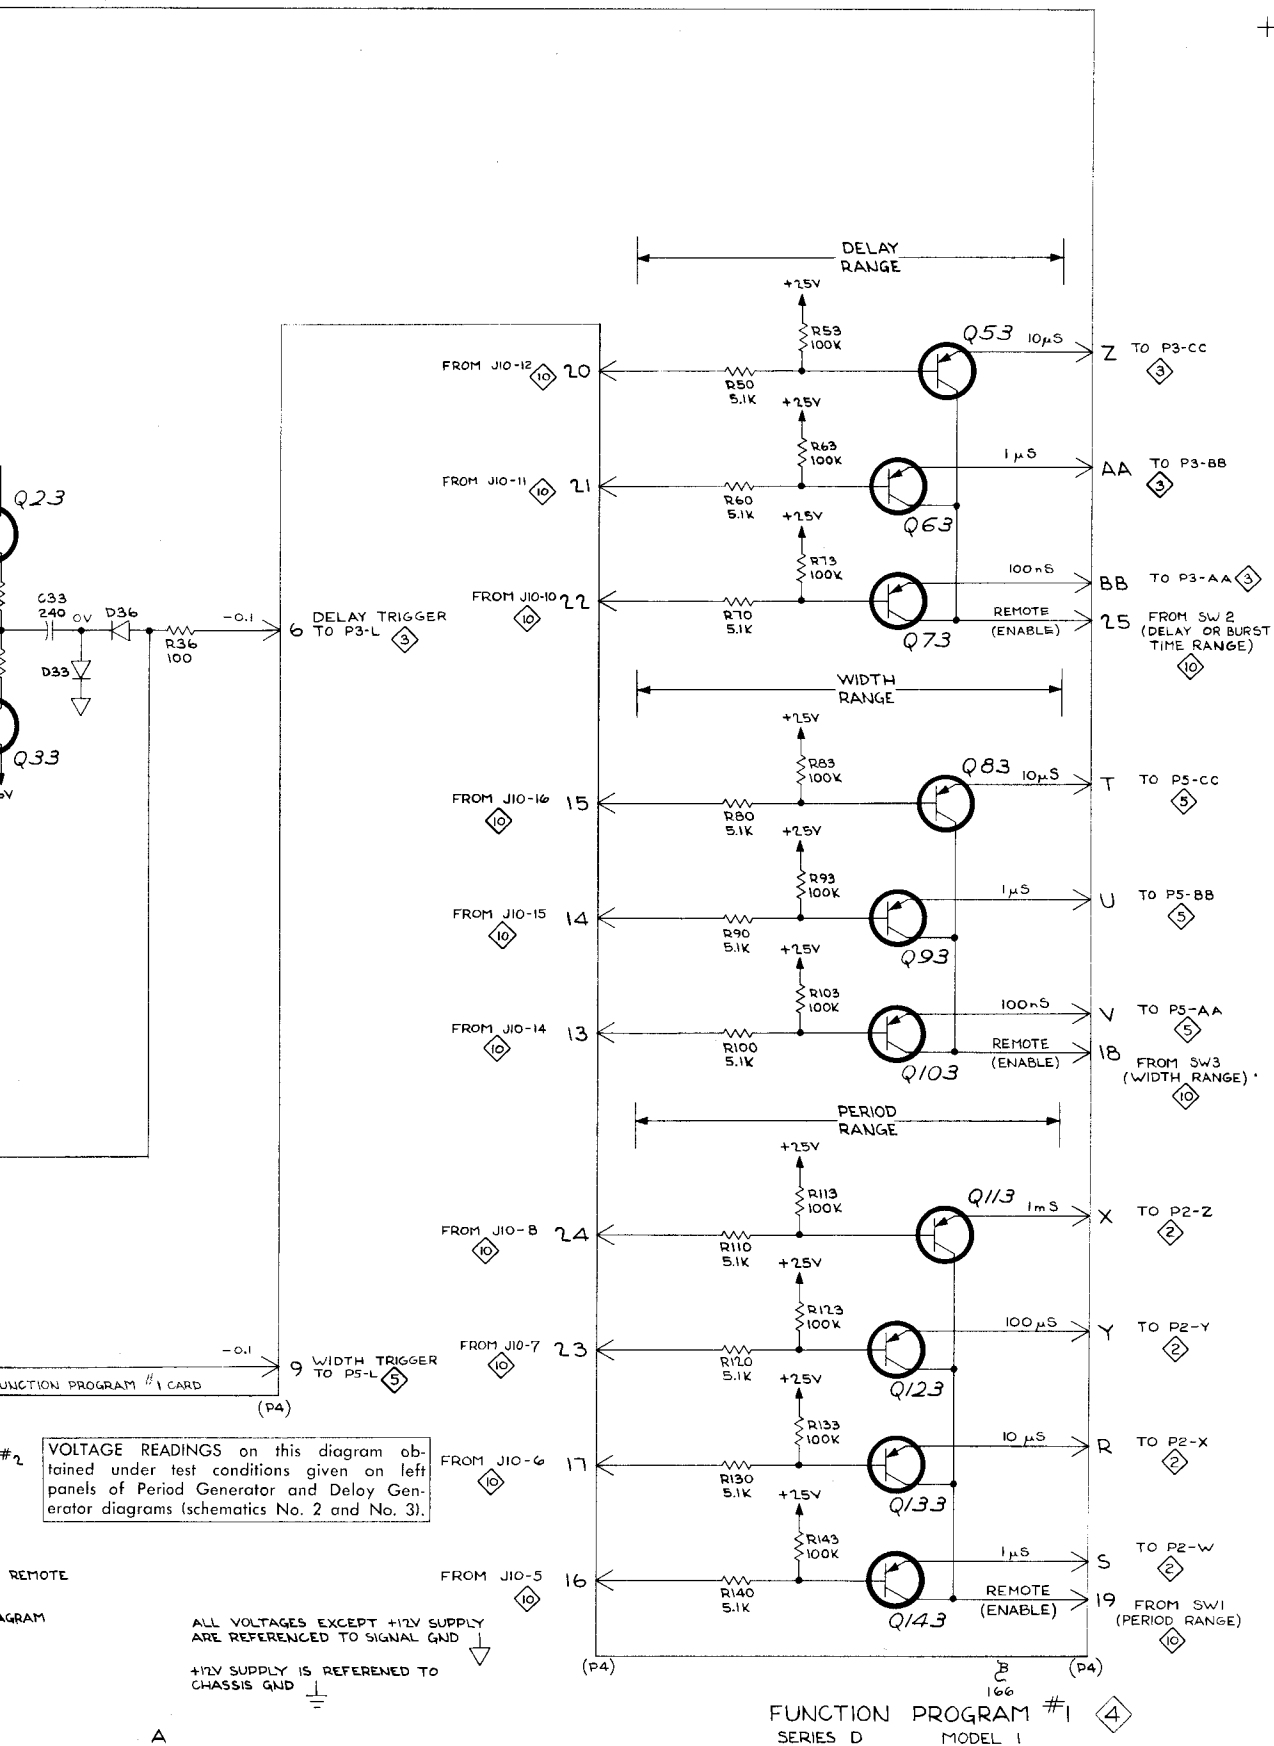 +
DELAY
RANGE
+25V
R53
100K
Q53
10µS
Z TO P3-CC
3
FROM J10-12 10 20
R50
5.1K
+25V
R63
100K
1µS
AA TO P3-BB
3
FROM J10-11 10 21
R60
5.1K
Q63
+25V
R73
100K
100nS
BB TO P3-AA 3
FROM J10-10 22
10
R70
5.1K
Q73
REMOTE
(ENABLE)
25 FROM SW 2
(DELAY OR BURST
TIME RANGE)
10
Q23
C33
240
0V
D36
-0.1
R36
100
D33
6 DELAY TRIGGER
TO P3-L 3
Q33
WIDTH
RANGE
+25V
R83
100K
Q83
10µS
T TO P5-CC
5
FROM J10-16 15
10
R80
5.1K
+25V
R93
100K
1µS
U TO P5-BB
5
FROM J10-15 14
10
R90
5.1K
Q93
+25V
R103
100K
100nS
V TO P5-AA
5
FROM J10-14 13
10
R100
5.1K
Q103
REMOTE
(ENABLE)
18 FROM SW3
(WIDTH RANGE)
10
PERIOD
RANGE
+25V
R113
100K
Q113
1mS
X TO P2-Z
2
FROM J10-8 24
10
R110
5.1K
+25V
R123
100K
100µS
Y TO P2-Y
2
FROM J10-7 23
10
R120
5.1K
Q123
-0.1
9 WIDTH TRIGGER
TO P5-L 5
UNCTION PROGRAM #1 CARD
(P4)
+25V
R133
100K
10µS
R TO P2-X
2
FROM J10-6 17
10
R130
5.1K
Q133
#2
VOLTAGE READINGS on this diagram ob-
tained under test conditions given on left
panels of Period Generator and Deloy Gen-
erator diagrams (schematics No. 2 and No. 3).
+25V
R143
100K
1µS
S TO P2-W
2
FROM J10-5 16
10
R140
5.1K
Q143
REMOTE
(ENABLE)
19 FROM SW1
(PERIOD RANGE)
10
REMOTE
AGRAM
ALL VOLTAGES EXCEPT +12V SUPPLY
ARE REFERENCED TO SIGNAL GND
+12V SUPPLY IS REFERENED TO
CHASSIS GND
(P4)
(P4)
166
FUNCTION PROGRAM #1 4
SERIES D MODEL 1
A